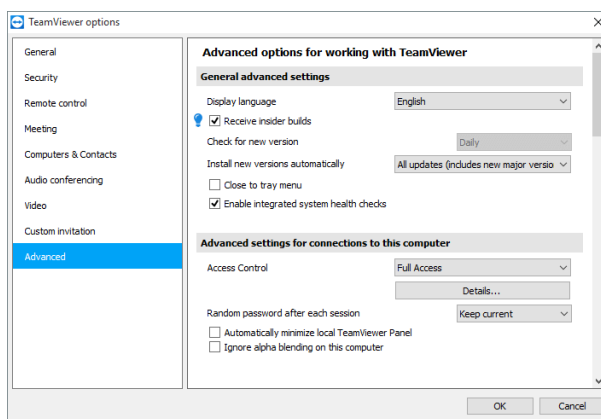 TeamViewer options
General
Security
Remote control
Meeting
Computers & Contacts
Audio conferencing
Video
Custom invitation
Advanced
Advanced options for working with TeamViewer
General advanced settings
Display language English
Receive insider builds
Check for new version Daily
Install new versions automatically All updates (includes new major versio
Close to tray menu
Enable integrated system health checks
Advanced settings for connections to this computer
Access Control Full Access
Details...
Random password after each session Keep current
Automatically minimize local TeamViewer Panel
Ignore alpha blending on this computer
OK Cancel